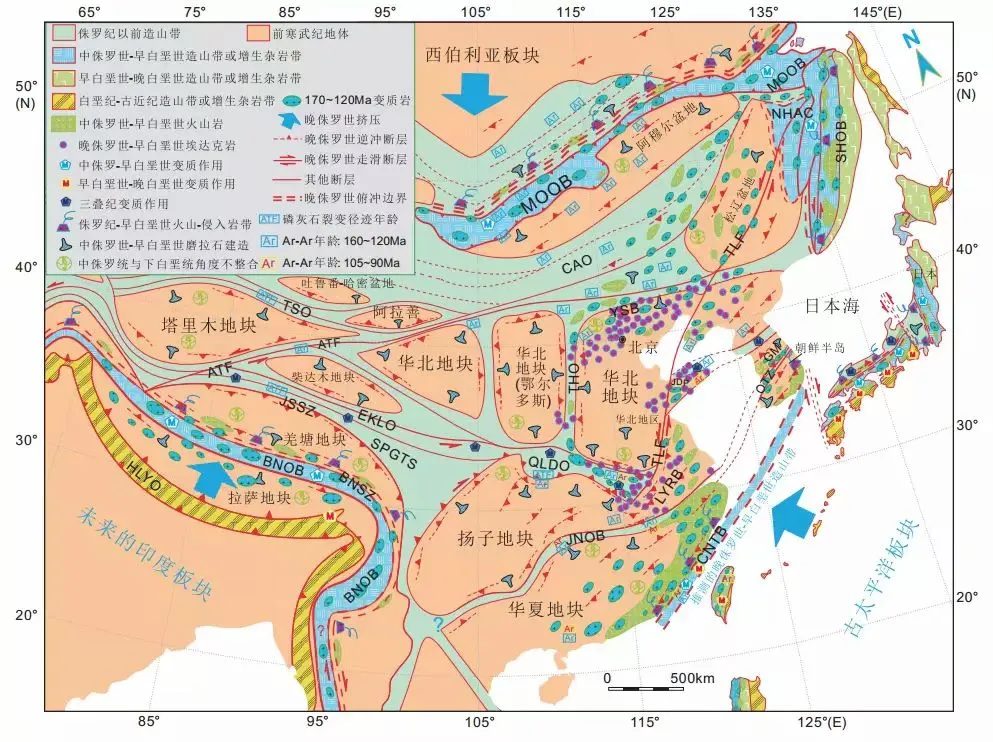 65° 75° 85° 95° 105° 115° 125° 135° 145°(E)
侏罗纪以前造山带
前寒武纪地体
中侏罗世-早白垩世造山带或增生杂岩带
早白垩世-晚白垩世造山带或增生杂岩带
白垩纪-古近纪造山带或增生杂岩带
170~120Ma变质岩
中侏罗世-早白垩世火山岩
晚侏罗世挤压
晚侏罗世埃达克岩
晚侏罗世逆冲断层
中侏罗-早白垩世变质作用
晚侏罗世走滑断层
早白垩世-晚白垩世变质作用
其他断层
三叠纪变质作用
晚侏罗世俯冲边界
侏罗纪-早白垩世火山-侵入岩带
ATF 磷灰石裂变径迹年龄
中侏罗世-早白垩世磨拉石建造
Ar Ar-Ar年龄 160~120Ma
中侏罗统与下白垩统角度不整合
Ar Ar-Ar年龄 105~90Ma
50°
(N)
40°
30°
20°
50°
(N)
40°
30°
20°
N
西伯利亚板块
MOOB
NHAC
SHOB
阿穆尔盆地
MOOB
松江盆地
TLF
CAO
吐鲁番-哈密盆地
TSO
阿拉善
塔里木地块
ATF
ATF
柴达木地块
华北地块
华北
地块
(鄂尔
多斯)
THO
YSB
北京
华北
地块
华北地区
JDP
日本海
日本
朝鲜半岛
OGM
JSSZ
EKLO
SPGTS
羌塘地块
BNOB
BNSZ
拉萨地块
HLYO
BNOB
QLDO
TLF
LYRB
扬子地块
JNOB
CNTB
华夏地块
推测的晚侏罗世-早白垩世造山带
未来的印度板块
古太平洋板块
?
?
0 500km
85° 95° 105° 115° 125°(E)